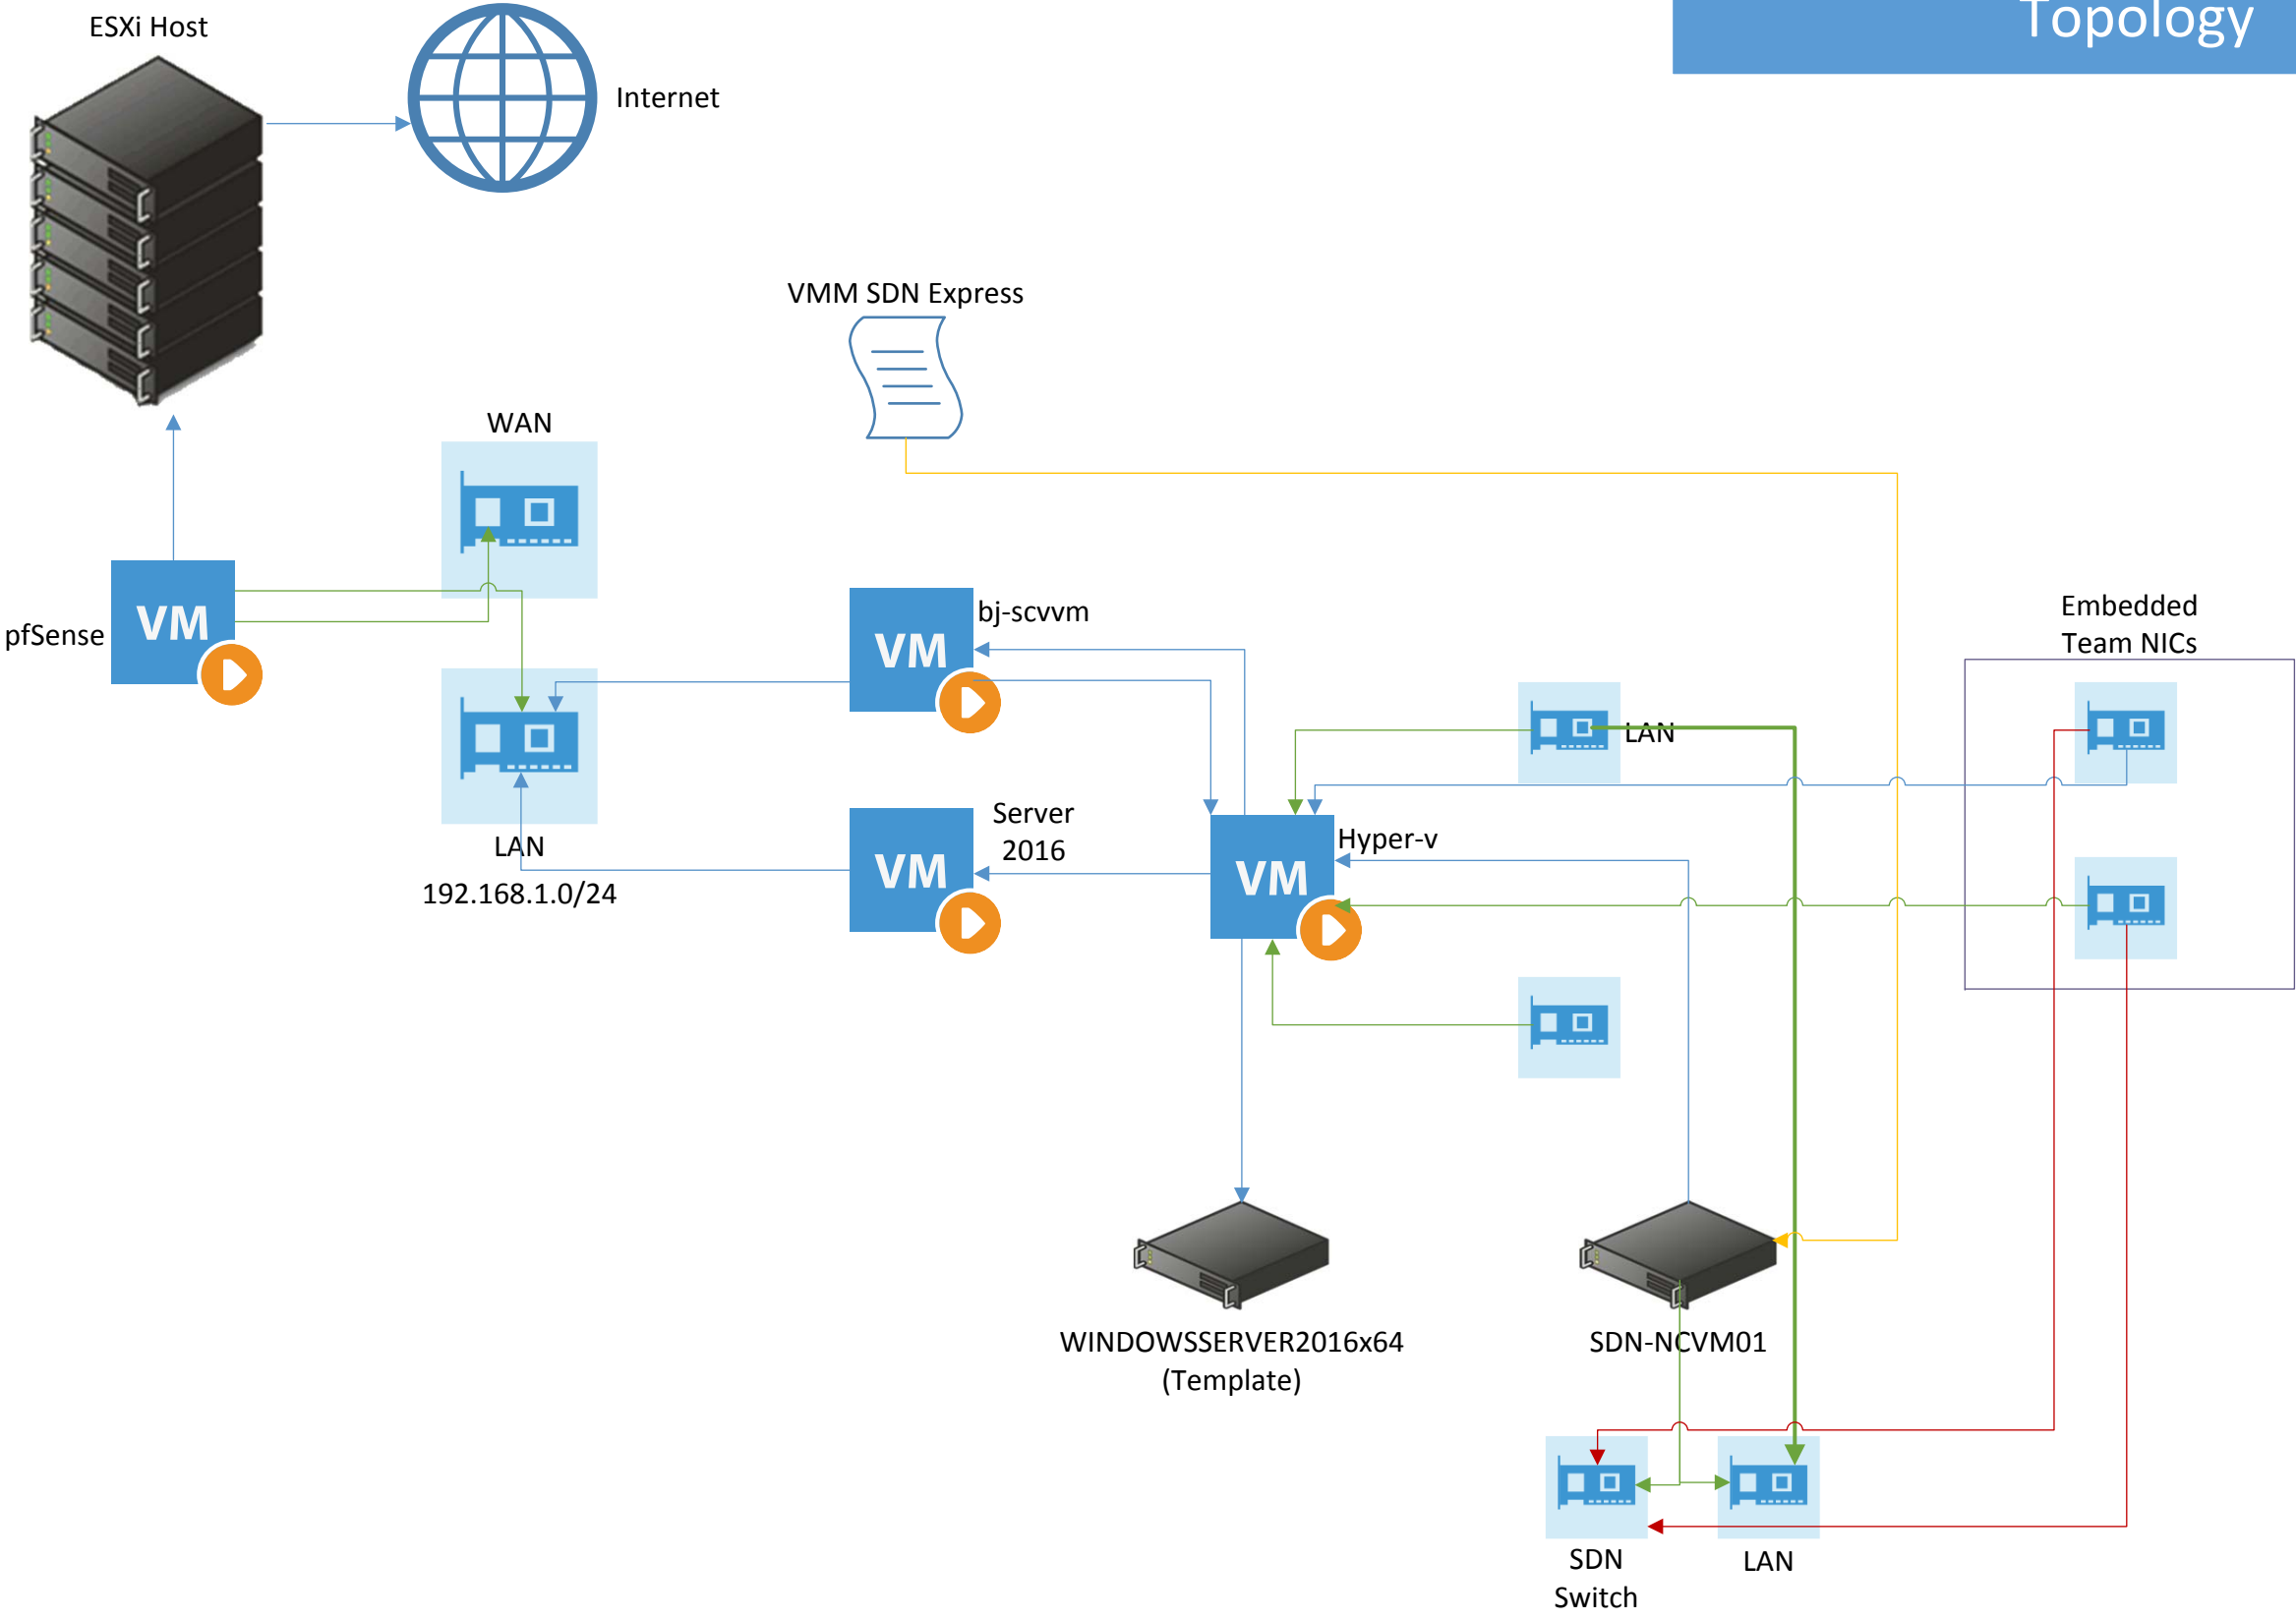 Topology
ESXi Host
Internet
VMM SDN Express
WAN
VM
pfSense
LAN
192.168.1.0/24
VM
bj-scvvm
VM
Server
2016
VM
Hyper-v
LAN
Embedded
Team NICs
WINDOWSSERVER2016x64
(Template)
SDN-NCVM01
SDN
Switch
LAN